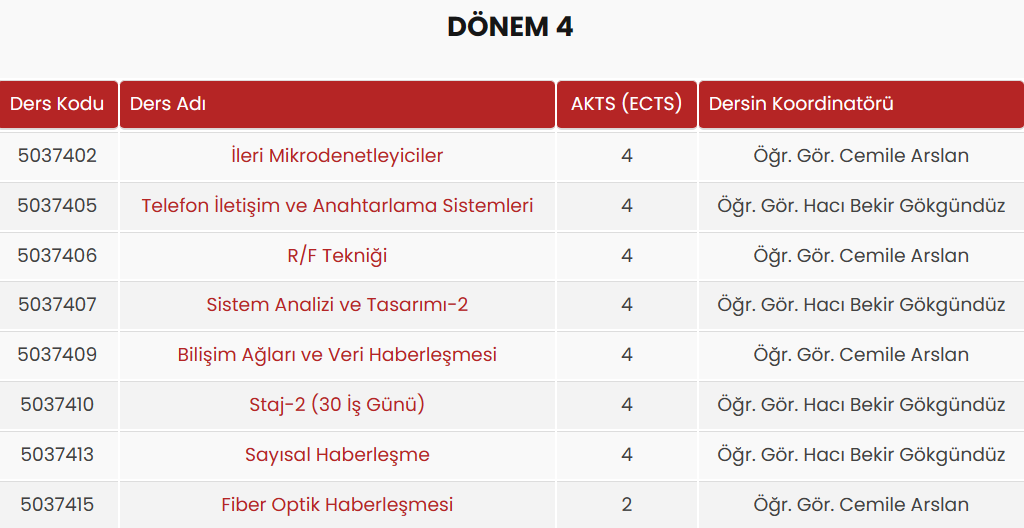 DÖNEM 4
Ders Kodu Ders Adı AKTS (ECTS) Dersin Koordinatörü
5037402 İleri Mikrodenetleyiciler 4 Öğr. Gör. Cemile Arslan
5037405 Telefon İletişim ve Anahtarlama Sistemleri 4 Öğr. Gör. Hacı Bekir Gökgündüz
5037406 R/F Tekniği 4 Öğr. Gör. Cemile Arslan
5037407 Sistem Analizi ve Tasarımı-2 4 Öğr. Gör. Hacı Bekir Gökgündüz
5037409 Bilişim Ağları ve Veri Haberleşmesi 4 Öğr. Gör. Cemile Arslan
5037410 Staj-2 (30 İş Günü) 4 Öğr. Gör. Hacı Bekir Gökgündüz
5037413 Sayısal Haberleşme 4 Öğr. Gör. Hacı Bekir Gökgündüz
5037415 Fiber Optik Haberleşmesi 2 Öğr. Gör. Cemile Arslan